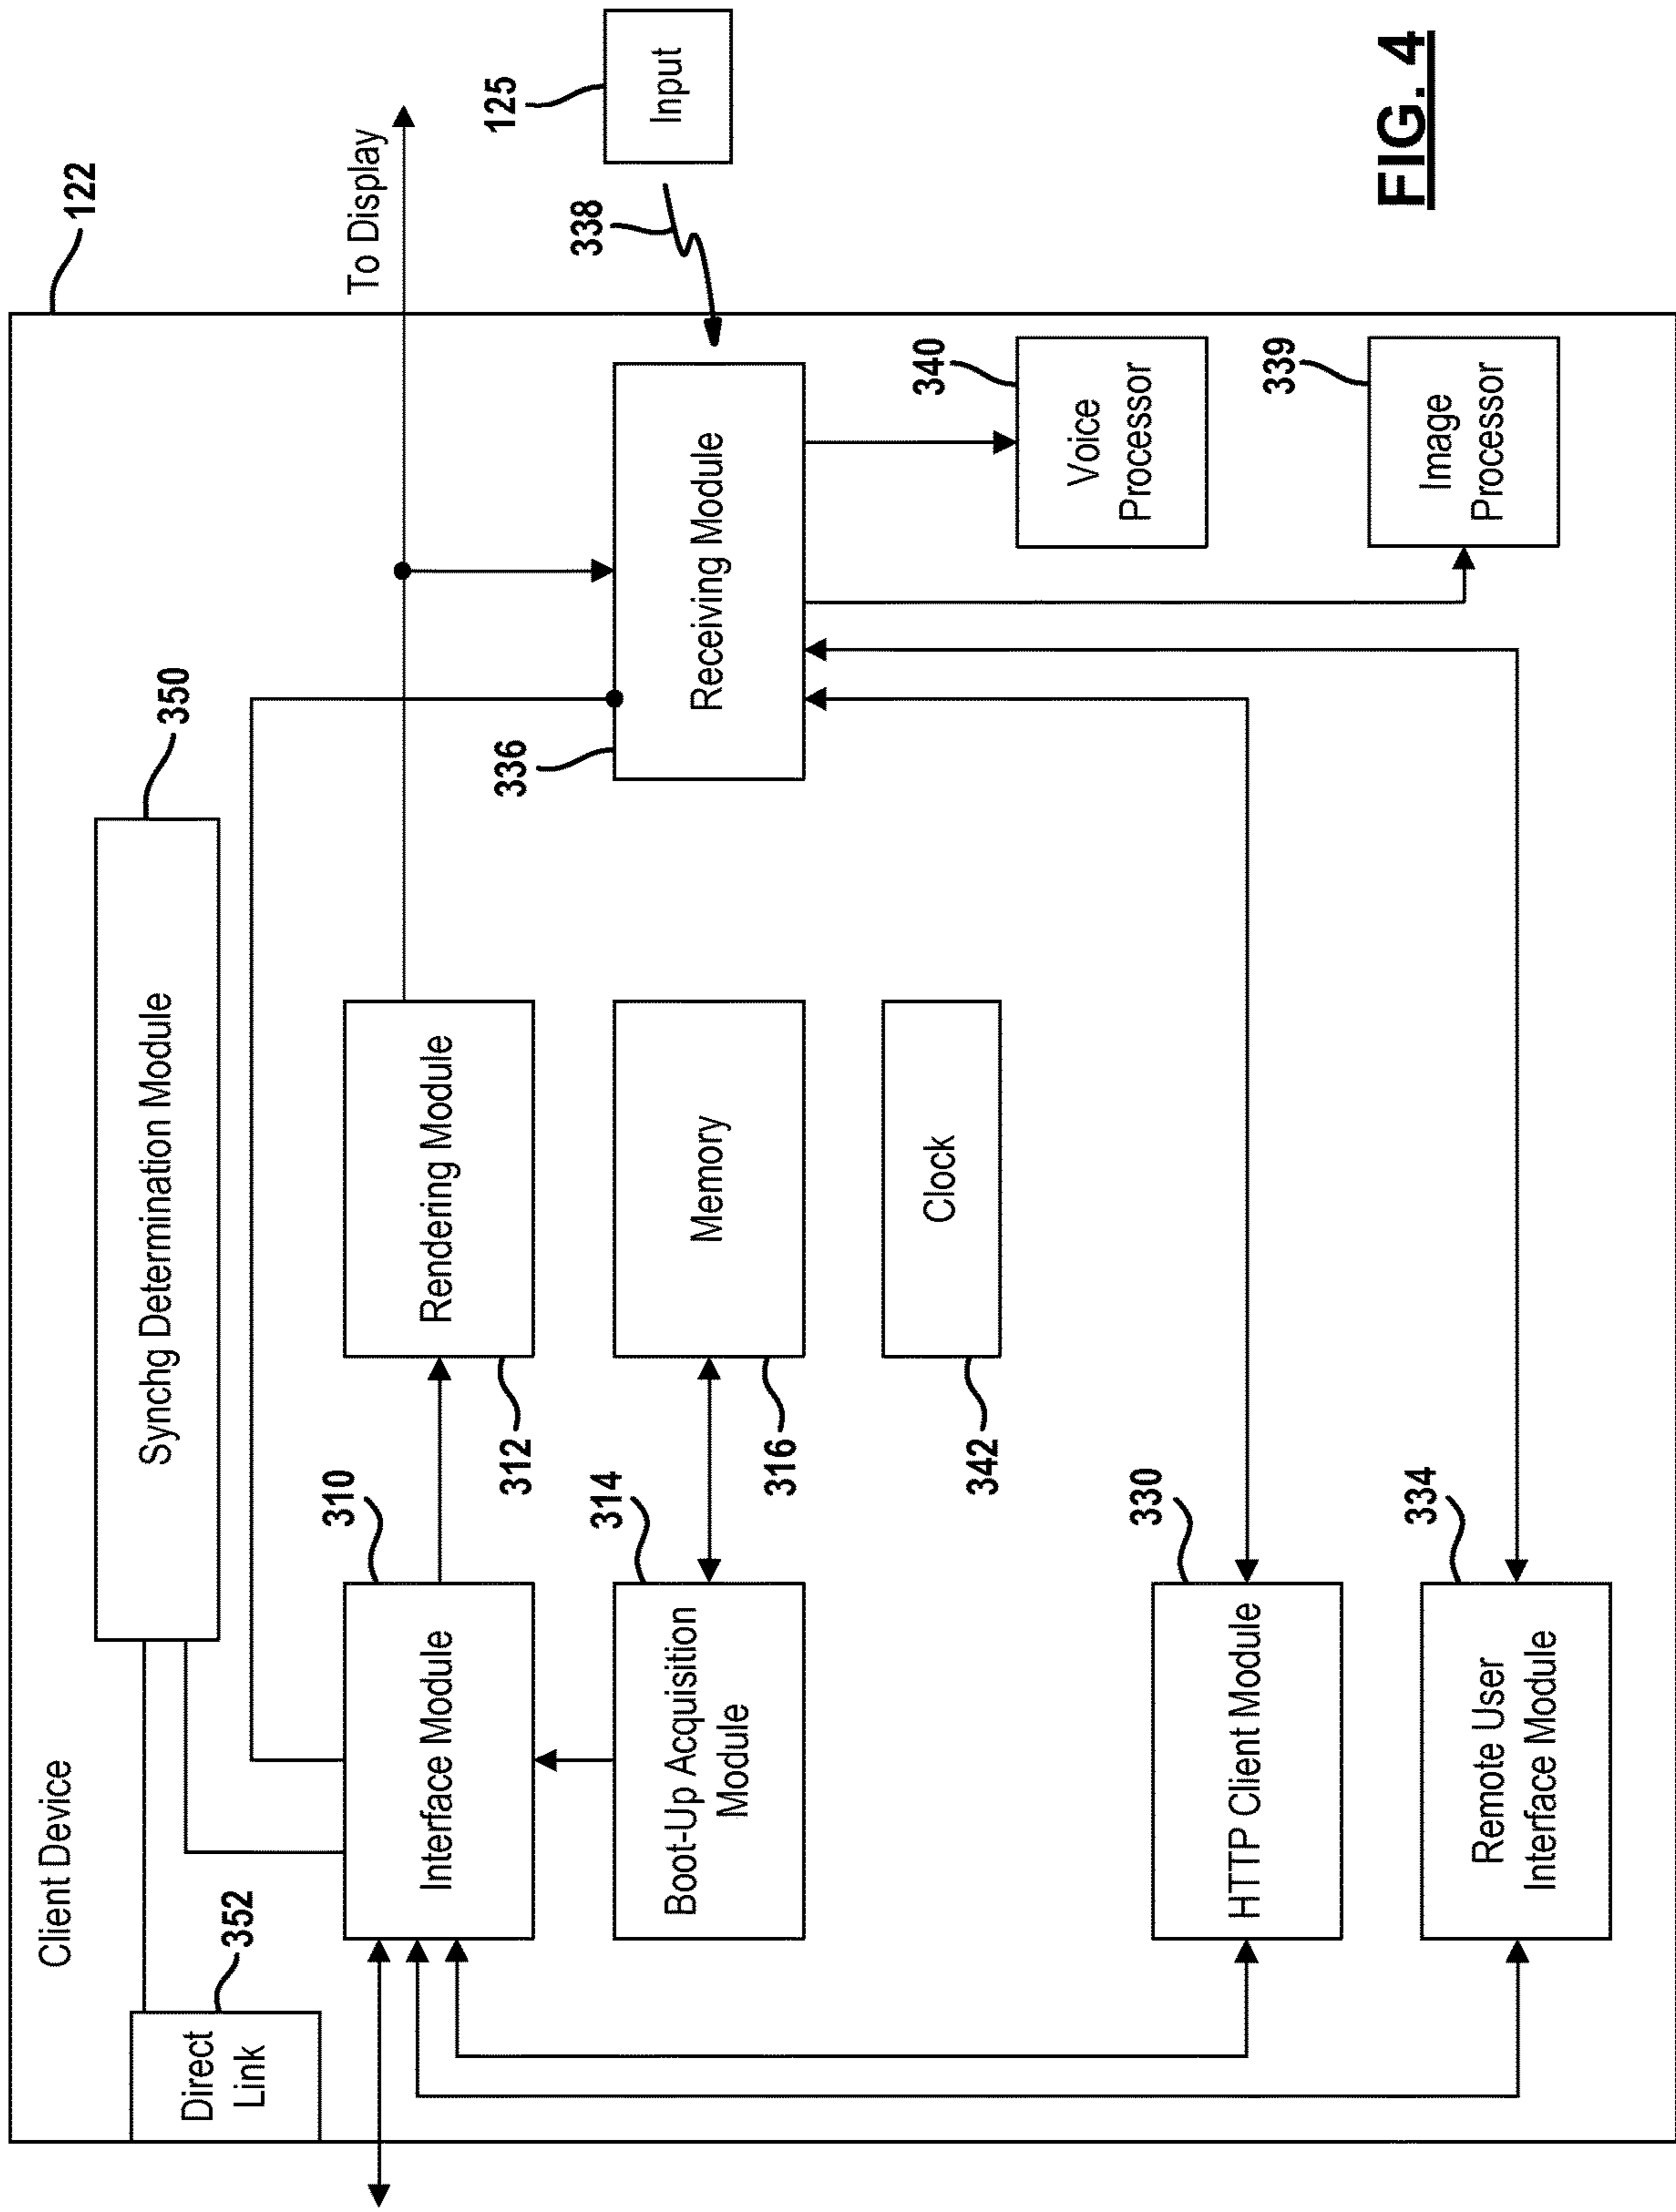 Client Device
122
Direct
Link
352
Synchg Determination Module
350
To Display
Interface Module
310
Rendering Module
312
Boot-Up Acquisition
Module
314
Memory
316
Clock
342
Receiving Module
336
338
Input
125
Voice
Processor
340
Image
Processor
339
HTTP Client Module
330
Remote User
Interface Module
334
FIG. 4